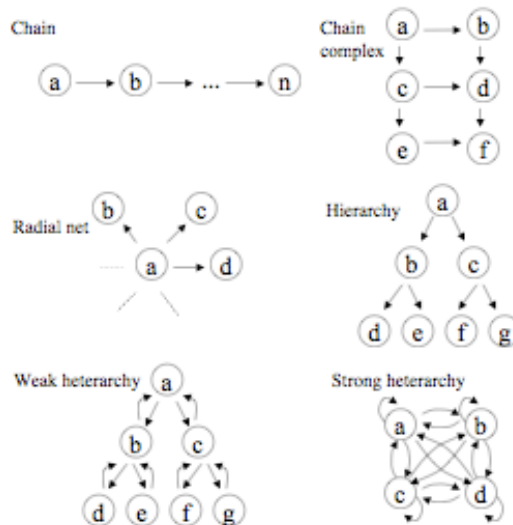 Chain
a b ... n
Chain
complex
a b
c d
e f
Radial net
b c
a d
Hierarchy
a
b c
d e f g
Weak heterarchy
a
b c
d e f g
Strong heterarchy
a b
c d